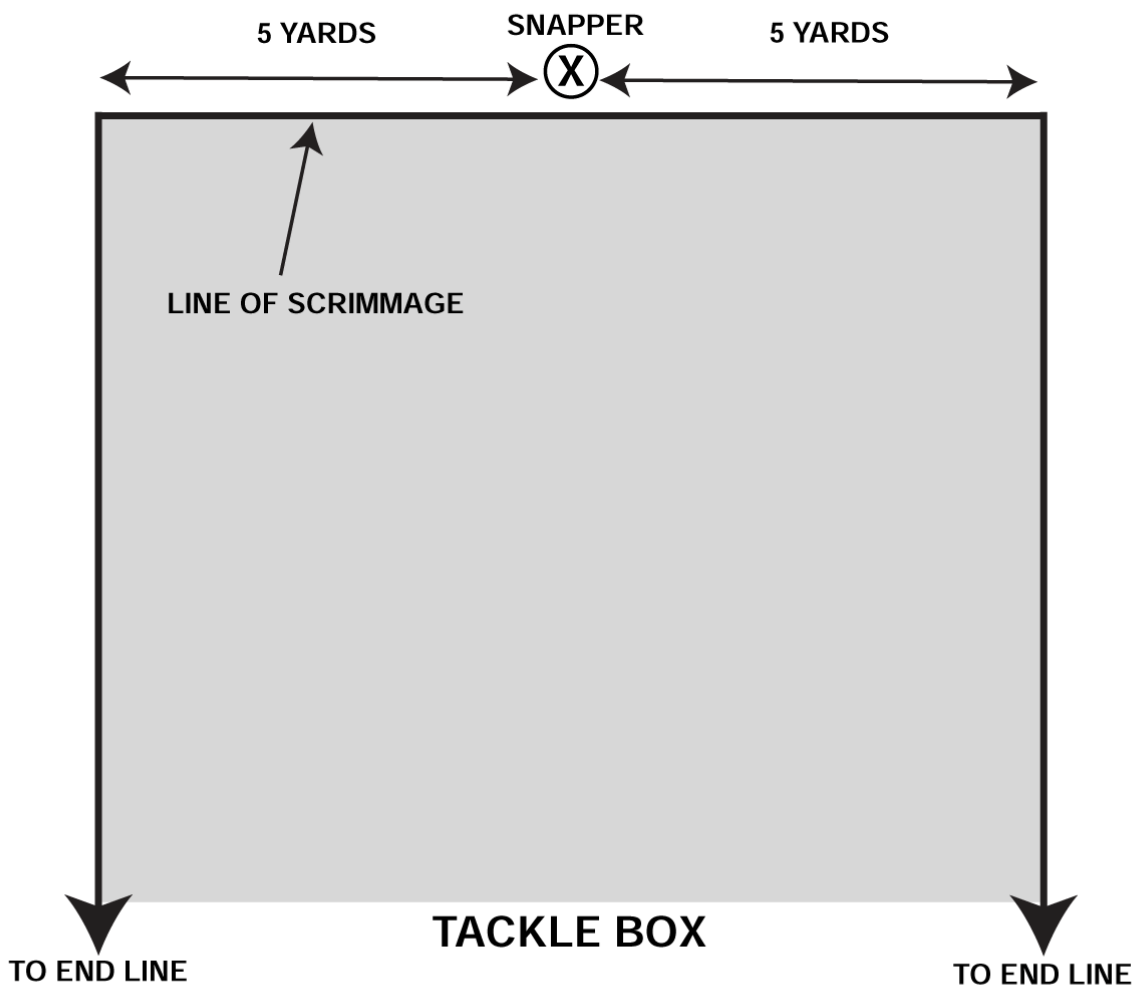 5 YARDS
SNAPPER
5 YARDS
X
LINE OF SCRIMMAGE
TACKLE BOX
TO END LINE
TO END LINE